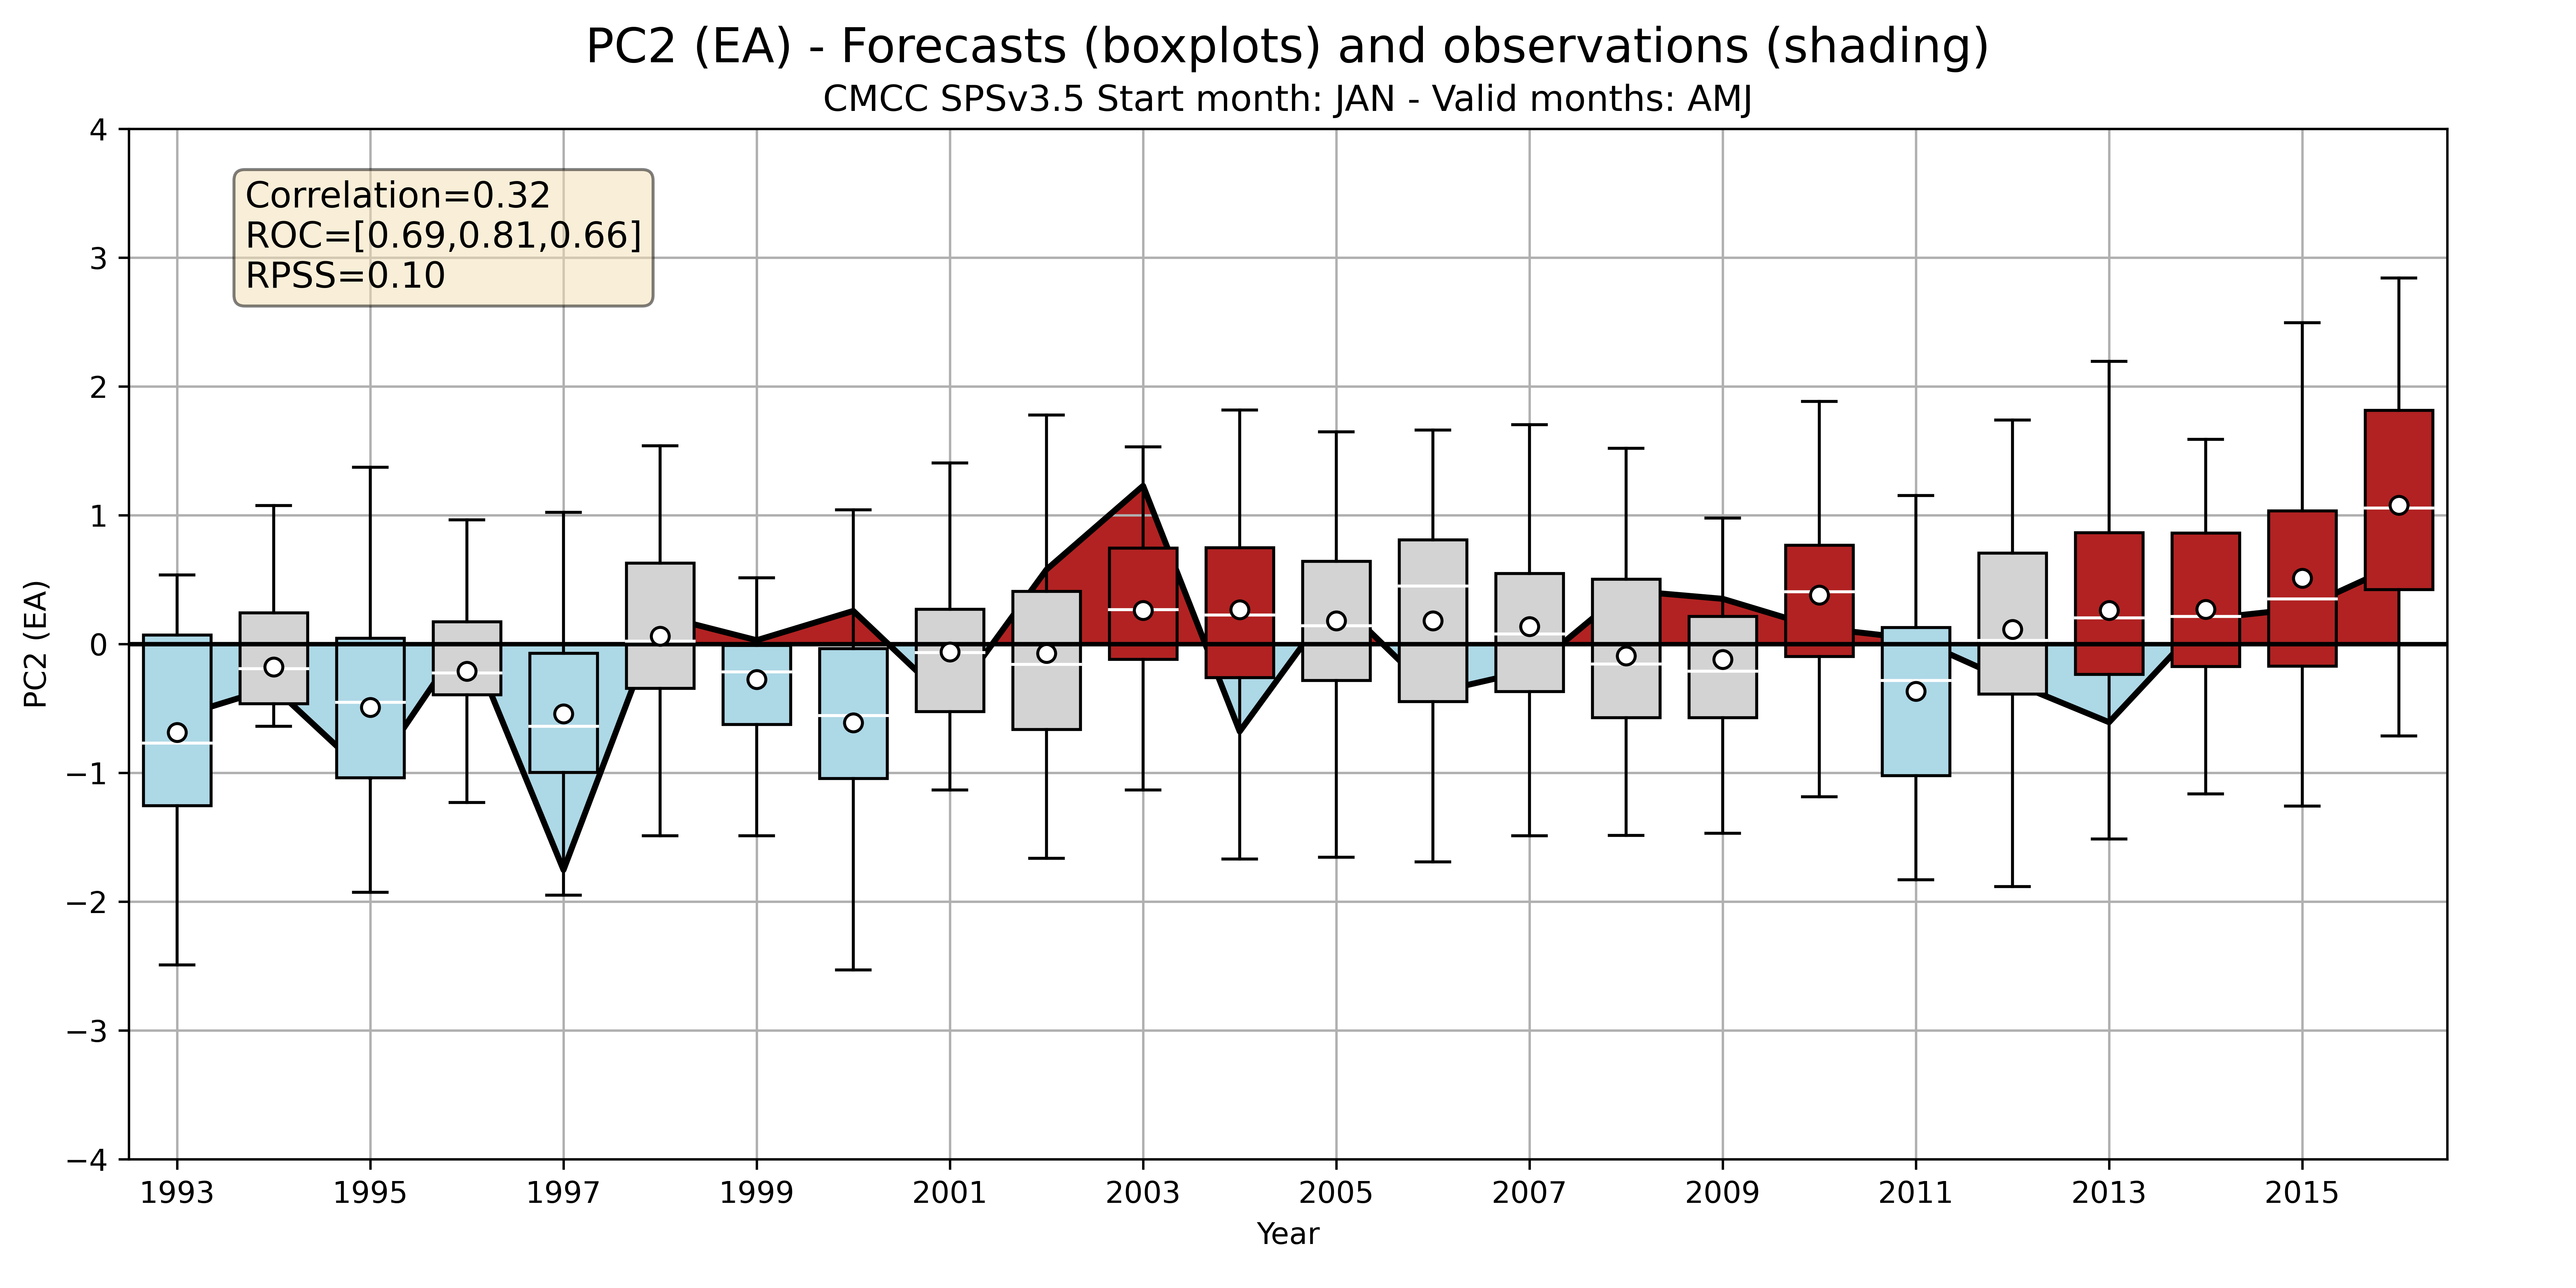 PC2 (EA) - Forecasts (boxplots) and observations (shading)
CMCC SPSv3.5 Start month: JAN - Valid months: AMJ
Correlation=0.32
ROC=[0.69,0.81,0.66]
RPSS=0.10
PC2 (EA)
4
3
2
1
0
−1
−2
−3
−4
1993 1995 1997 1999 2001 2003 2005 2007 2009 2011 2013 2015
Year